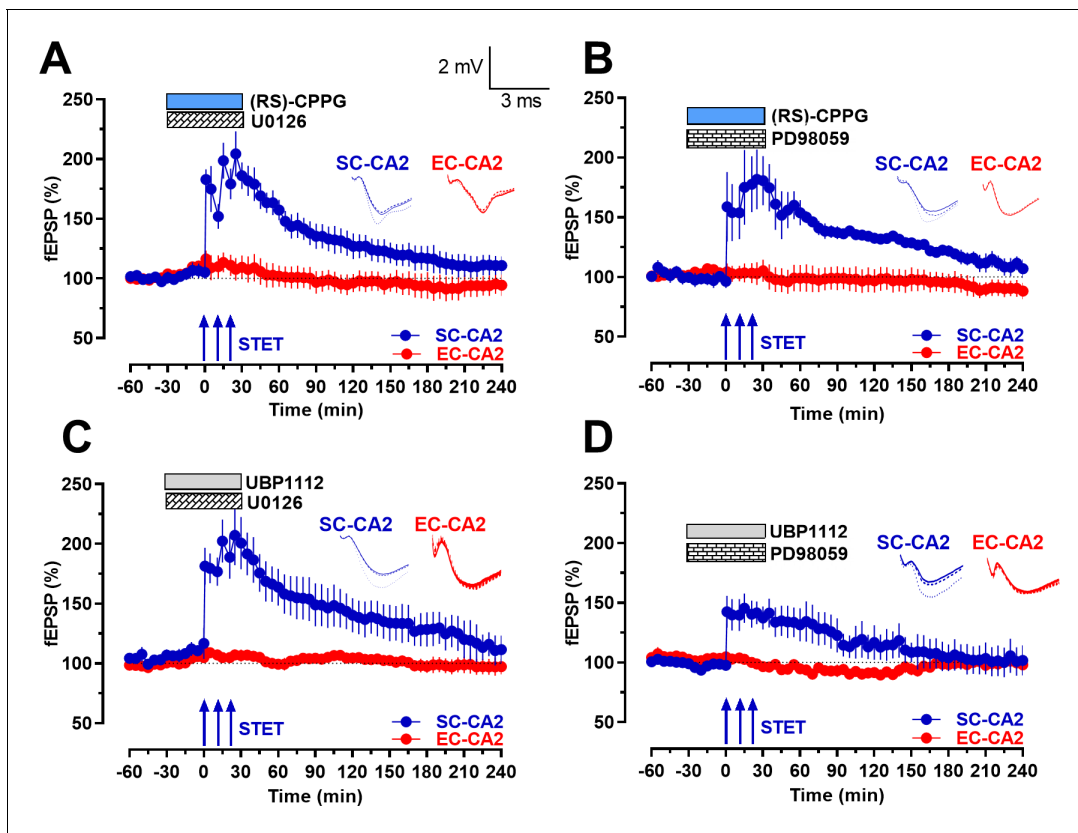 A
2 mV
3 ms
B
250
200
150
100
50
fEPSP (%)
(RS)-CPPG
U0126
SC-CA2
EC-CA2
STET
SC-CA2
EC-CA2
-60 -30 0 30 60 90 120 150 180 210 240
Time (min)
250
200
150
100
50
fEPSP (%)
(RS)-CPPG
PD98059
SC-CA2
EC-CA2
STET
SC-CA2
EC-CA2
-60 -30 0 30 60 90 120 150 180 210 240
Time (min)
C
250
200
150
100
50
fEPSP (%)
UBP1112
U0126
SC-CA2
EC-CA2
STET
SC-CA2
EC-CA2
-60 -30 0 30 60 90 120 150 180 210 240
Time (min)
D
250
200
150
100
50
fEPSP (%)
UBP1112
PD98059
SC-CA2
EC-CA2
STET
SC-CA2
EC-CA2
-60 -30 0 30 60 90 120 150 180 210 240
Time (min)